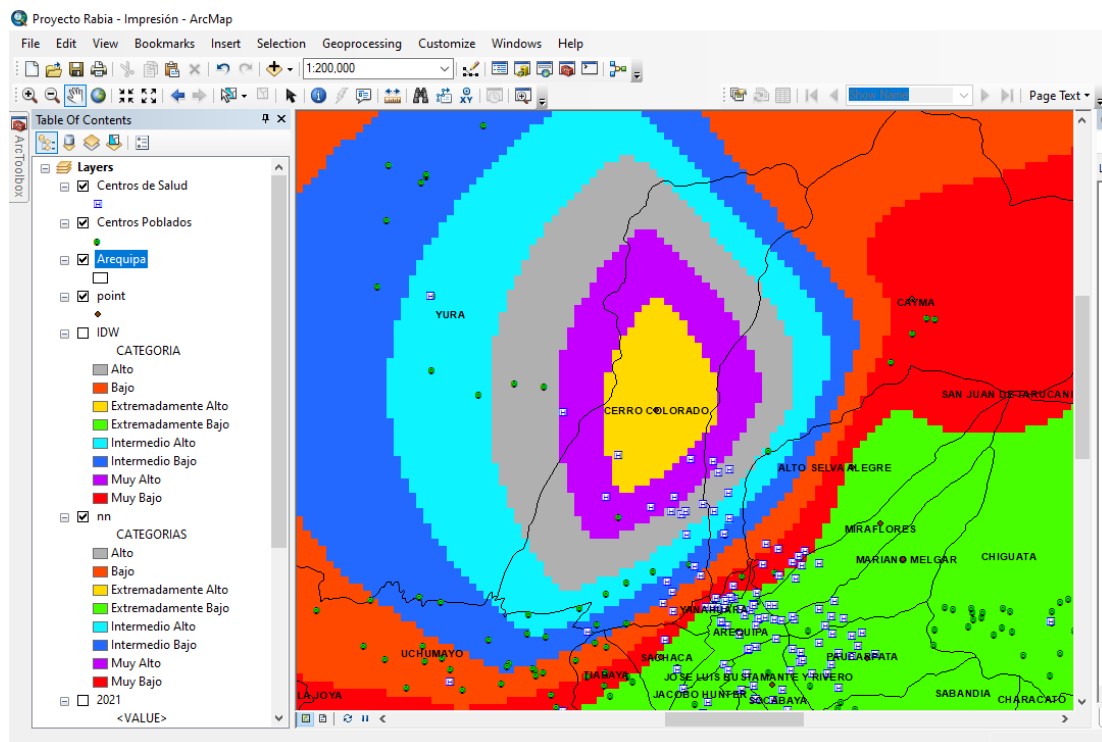 Proyecto Rabia - Impresión - ArcMap
File Edit View Bookmarks Insert Selection Geoprocessing Customize Windows Help
1:200,000
Show Name
Page Text
Table Of Contents
ArcToolbox
Layers
Centros de Salud
Centros Poblados
Arequipa
point
IDW
CATEGORIA
Alto
Bajo
Extremadamente Alto
Extremadamente Bajo
Intermedio Alto
Intermedio Bajo
Muy Alto
Muy Bajo
nn
CATEGORIAS
Alto
Bajo
Extremadamente Alto
Extremadamente Bajo
Intermedio Alto
Intermedio Bajo
Muy Alto
Muy Bajo
2021
<VALUE>
CAYMA
YURA
SAN JUAN DE TARUCANI
CERRO COLORADO
ALTO SELVA ALEGRE
MIRAFLORES
MARIANO MELGAR
CHIGUATA
YANAHUARA
AREQUIPA
UCHUMAYO
SACHACA
PAUCARPATA
TIABAYA
JOSE LUIS BUSTAMANTE Y RIVERO
LA JOYA
JACOBO HUNTER
SOCABAYA
SABANDIA
CHARACATO